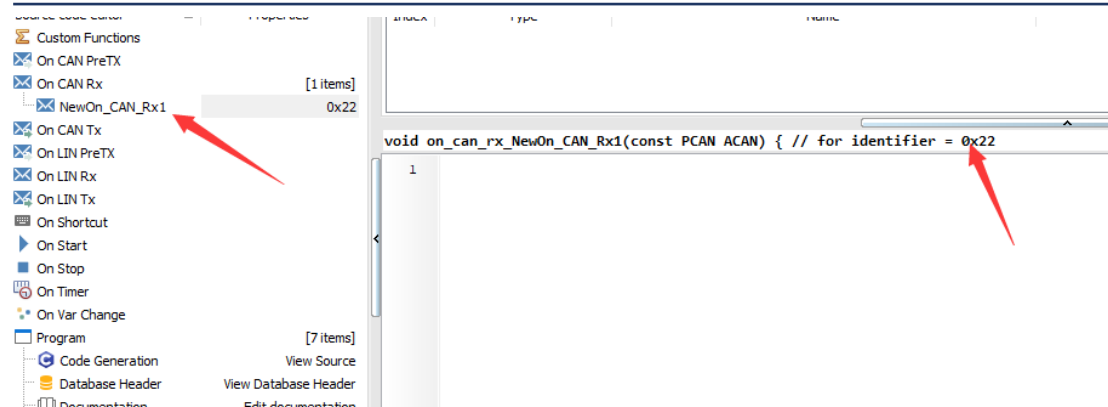 Source Code Editor Properties
Custom Functions
On CAN PreTX
On CAN Rx [1 items]
NewOn_CAN_Rx1 0x22
On CAN Tx
On LIN PreTX
On LIN Rx
On LIN Tx
On Shortcut
On Start
On Stop
On Timer
On Var Change
Program [7 items]
Code Generation View Source
Database Header View Database Header
Documentation Edit documentation
Index Type Name
void on_can_rx_NewOn_CAN_Rx1(const PCAN ACAN) { // for identifier = 0x22
1